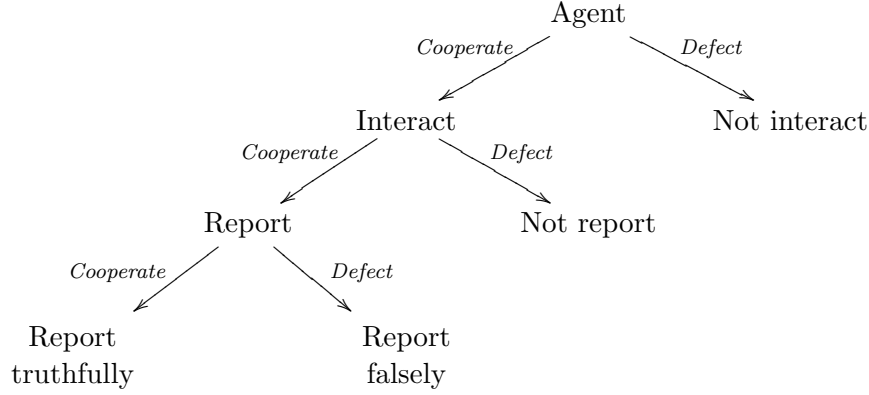 Agent
Cooperate
Defect
Interact
Not interact
Cooperate
Defect
Report
Not report
Cooperate
Defect
Report
truthfully
Report
falsely